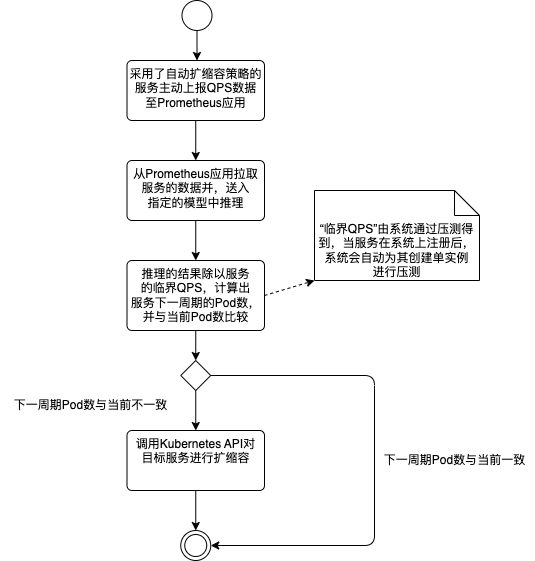 采用了自动扩缩容策略的
服务主动上报QPS数据
至Prometheus应用
从Prometheus应用拉取
服务的数据并，送入
指定的模型中推理
“临界QPS”由系统通过压测得
到，当服务在系统上注册后，
系统会自动为其创建单实例
进行压测
推理的结果除以服务
的临界QPS，计算出
服务下一周期的Pod数，
并与当前Pod数比较
下一周期Pod数与当前不一致
调用Kubernetes API对
目标服务进行扩缩容
下一周期Pod数与当前一致